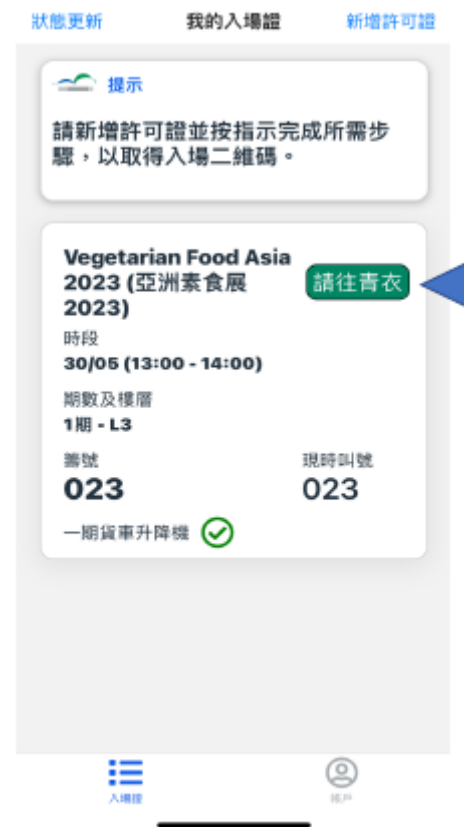 狀態更新 我的入場證 新增許可證
提示
請新增許可證並按指示完成所需步
驟，以取得入場二維碼。
Vegetarian Food Asia
2023 (亞洲素食展
2023)
請往青衣
時段
30/05 (13:00 - 14:00)
期數及樓層
1期 - L3
籌號 現時叫號
023 023
一期貨車升降機
入場證 帳戶